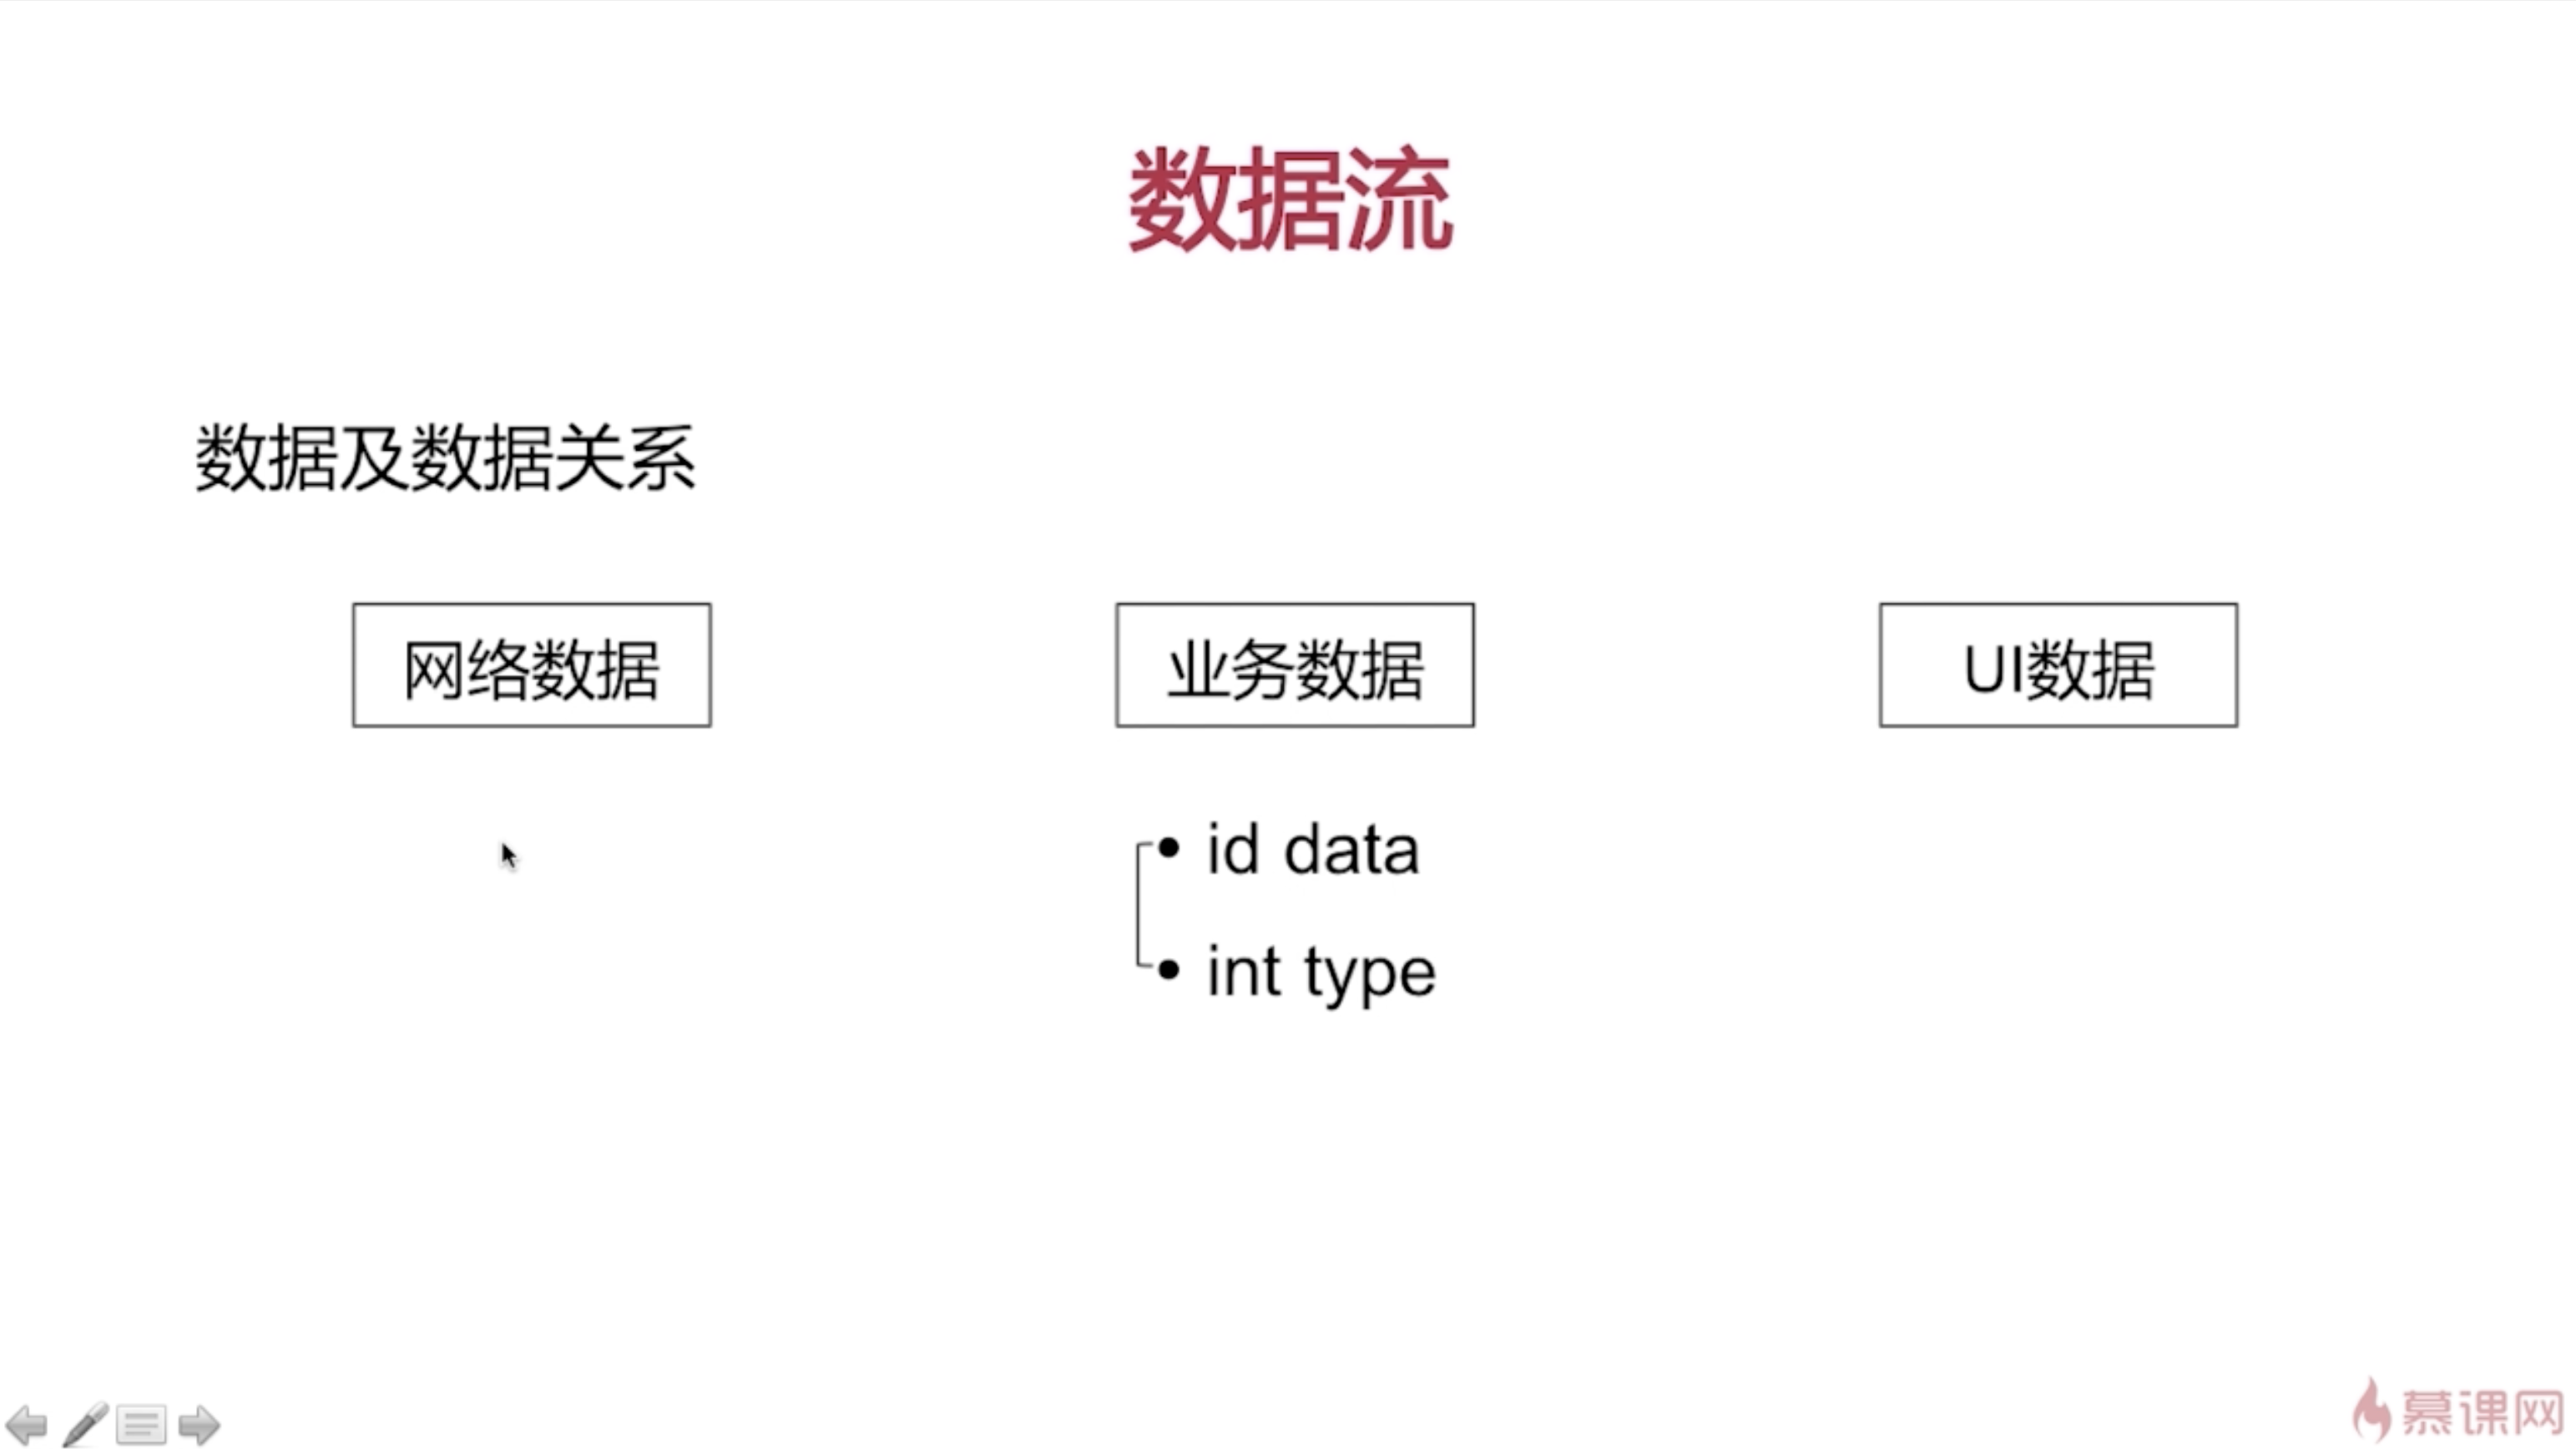 数据流
数据及数据关系
网络数据
业务数据
UI数据
• id data
• int type
慕课网